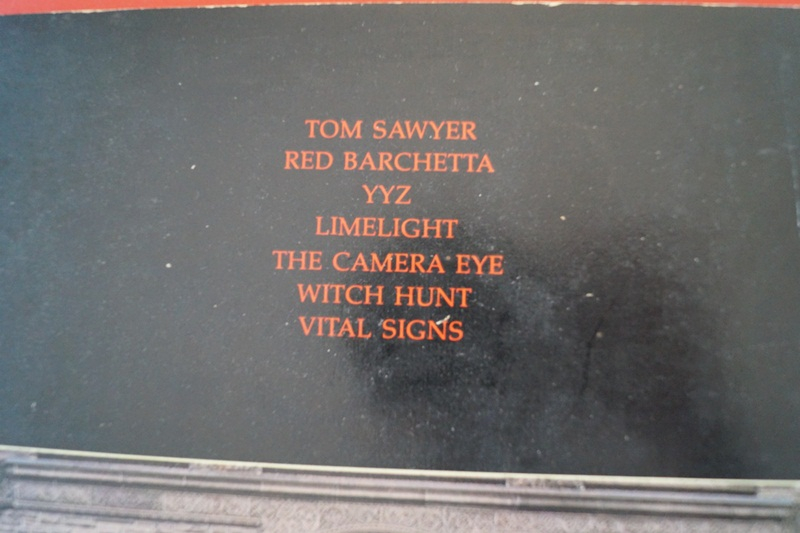 TOM SAWYER
RED BARCHETTA
YYZ
LIMELIGHT
THE CAMERA EYE
WITCH HUNT
VITAL SIGNS